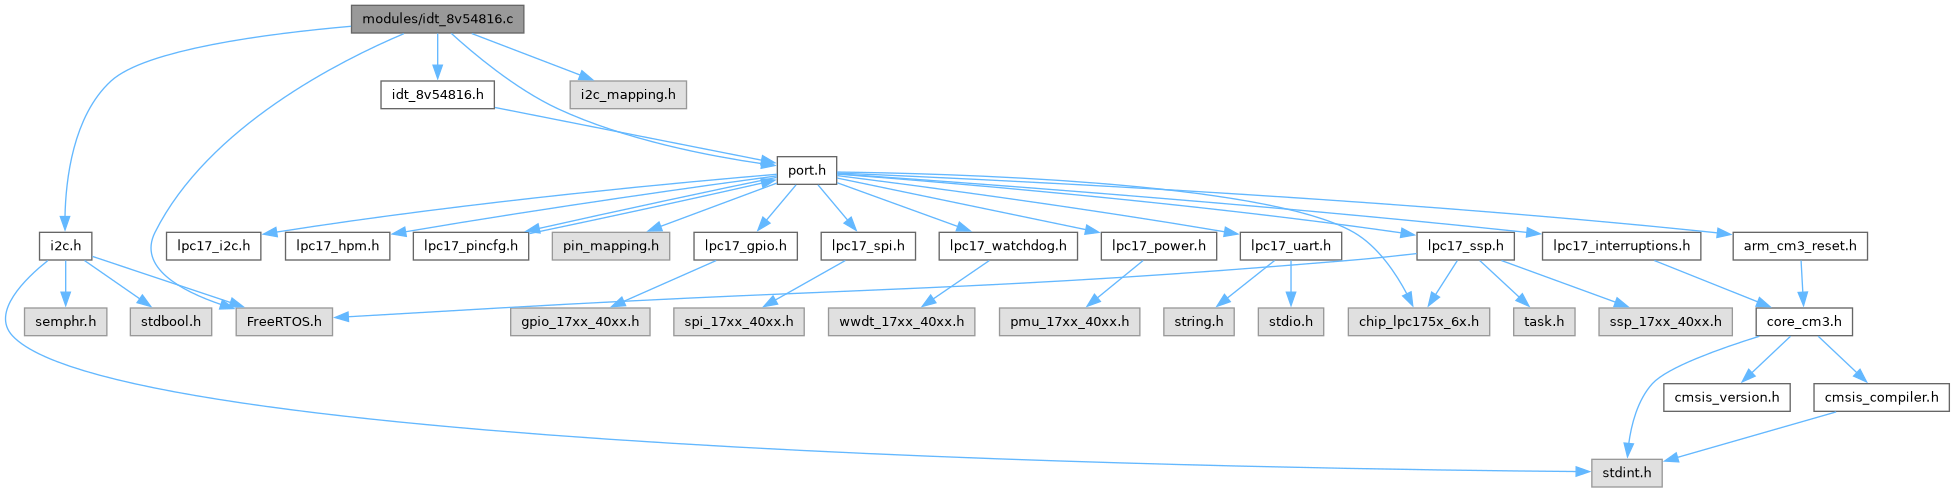 modules/idt_8v54816.c
idt_8v54816.h
i2c_mapping.h
port.h
i2c.h
lpc17_i2c.h
lpc17_hpm.h
lpc17_pincfg.h
pin_mapping.h
lpc17_gpio.h
lpc17_spi.h
lpc17_watchdog.h
lpc17_power.h
lpc17_uart.h
lpc17_ssp.h
lpc17_interruptions.h
arm_cm3_reset.h
semphr.h
stdbool.h
FreeRTOS.h
gpio_17xx_40xx.h
spi_17xx_40xx.h
wwdt_17xx_40xx.h
pmu_17xx_40xx.h
string.h
stdio.h
chip_lpc175x_6x.h
task.h
ssp_17xx_40xx.h
core_cm3.h
cmsis_version.h
cmsis_compiler.h
stdint.h